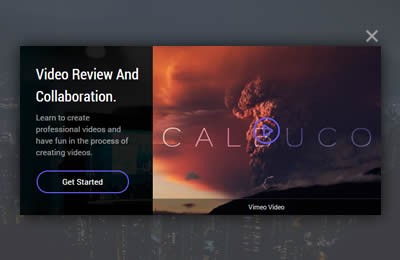 Video Review And
Collaboration.
Learn to create
professional videos and
have fun in the process of
creating videos.
Get Started
CALBUCO
Vimeo Video